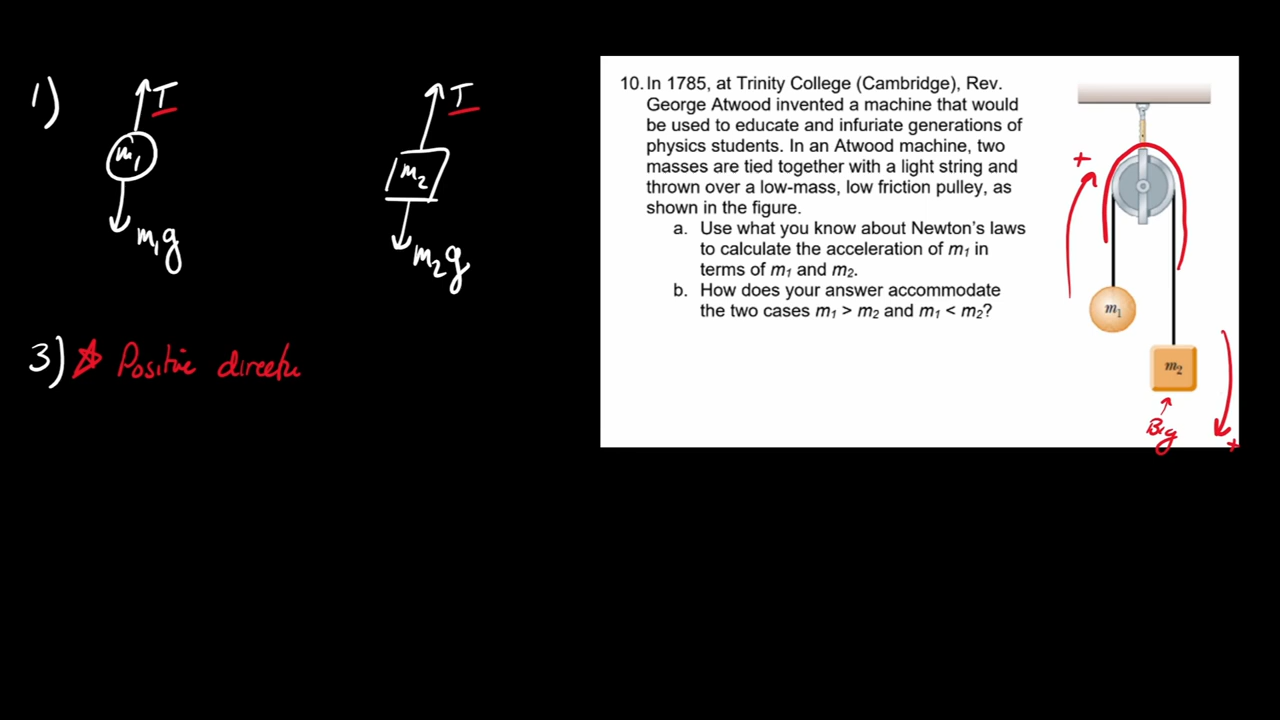 1)
T
m₁
m₁g
T
m₂
m₂g
3) ☆ Positive directi
10. In 1785, at Trinity College (Cambridge), Rev.
George Atwood invented a machine that would
be used to educate and infuriate generations of
physics students. In an Atwood machine, two
masses are tied together with a light string and
thrown over a low-mass, low friction pulley, as
shown in the figure.
a. Use what you know about Newton's laws
to calculate the acceleration of m₁ in
terms of m₁ and m₂.
b. How does your answer accommodate
the two cases m₁ > m₂ and m₁ < m₂?
+
m₁
m₂
Big
+